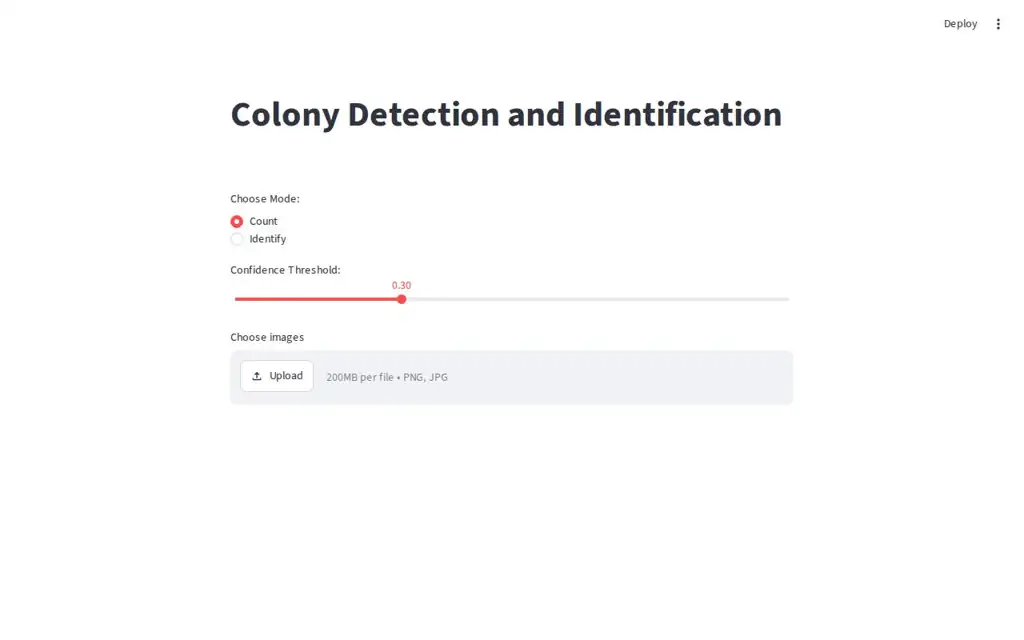 Deploy
Colony Detection and Identification
Choose Mode:
Count
Identify
Confidence Threshold:
0.30
Choose images
Upload
200MB per file • PNG, JPG